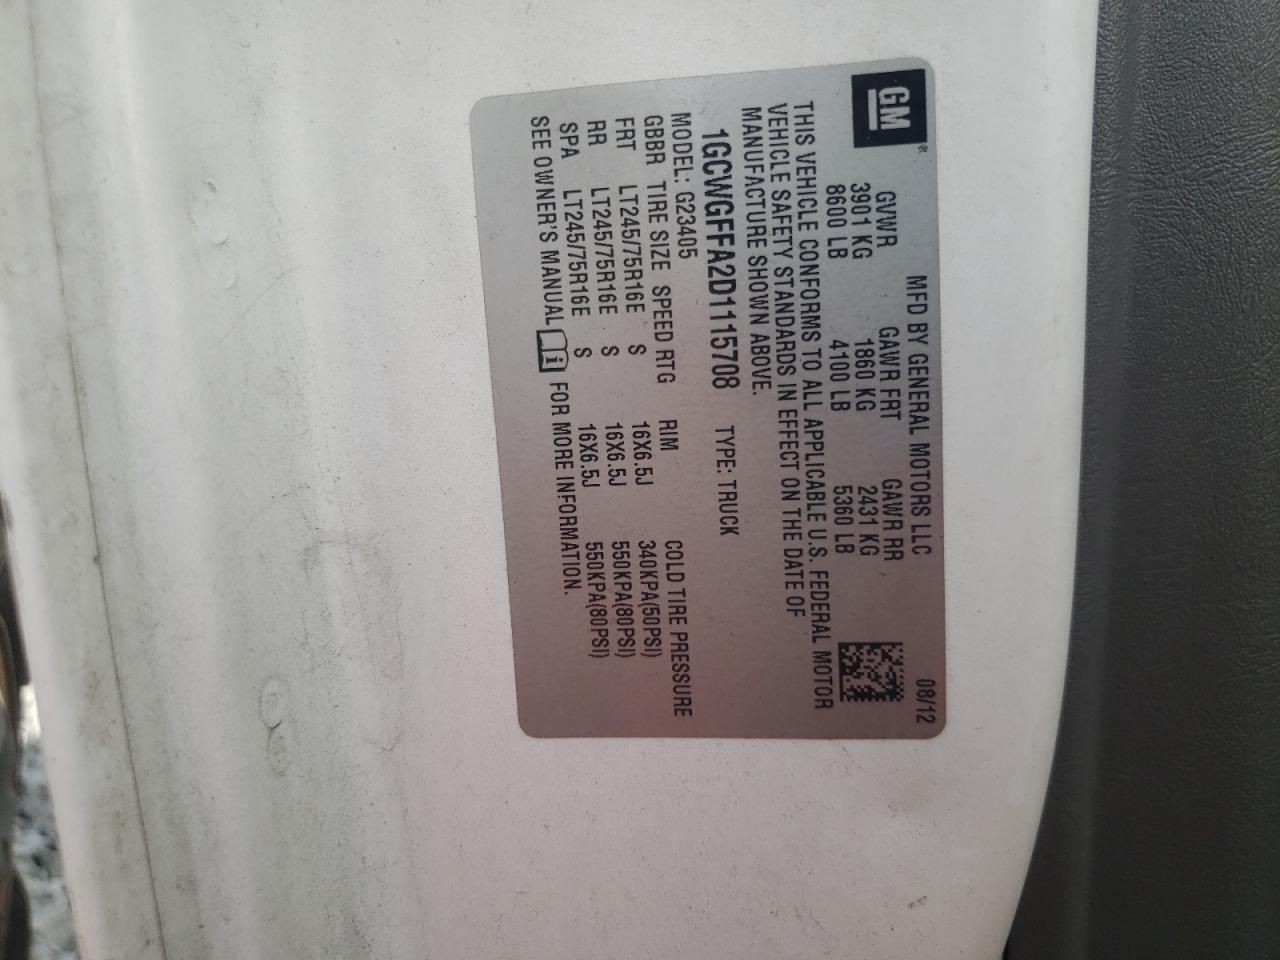 GM
MFD BY GENERAL MOTORS LLC 08/12
GVWR GAWR FRT GAWR RR
3901 KG 1860 KG 2431 KG
8600 LB 4100 LB 5360 LB
THIS VEHICLE CONFORMS TO ALL APPLICABLE U.S. FEDERAL MOTOR
VEHICLE SAFETY STANDARDS IN EFFECT ON THE DATE OF
MANUFACTURE SHOWN ABOVE.
1GCWGFFA2D1115708 TYPE: TRUCK
MODEL: G23405
GBBR TIRE SIZE SPEED RTG RIM COLD TIRE PRESSURE
FRT LT245/75R16E S 16X6.5J 340KPA(50PSI)
RR LT245/75R16E S 16X6.5J 550KPA(80PSI)
SPA LT245/75R16E S 16X6.5J 550KPA(80PSI)
SEE OWNER'S MANUAL i FOR MORE INFORMATION.